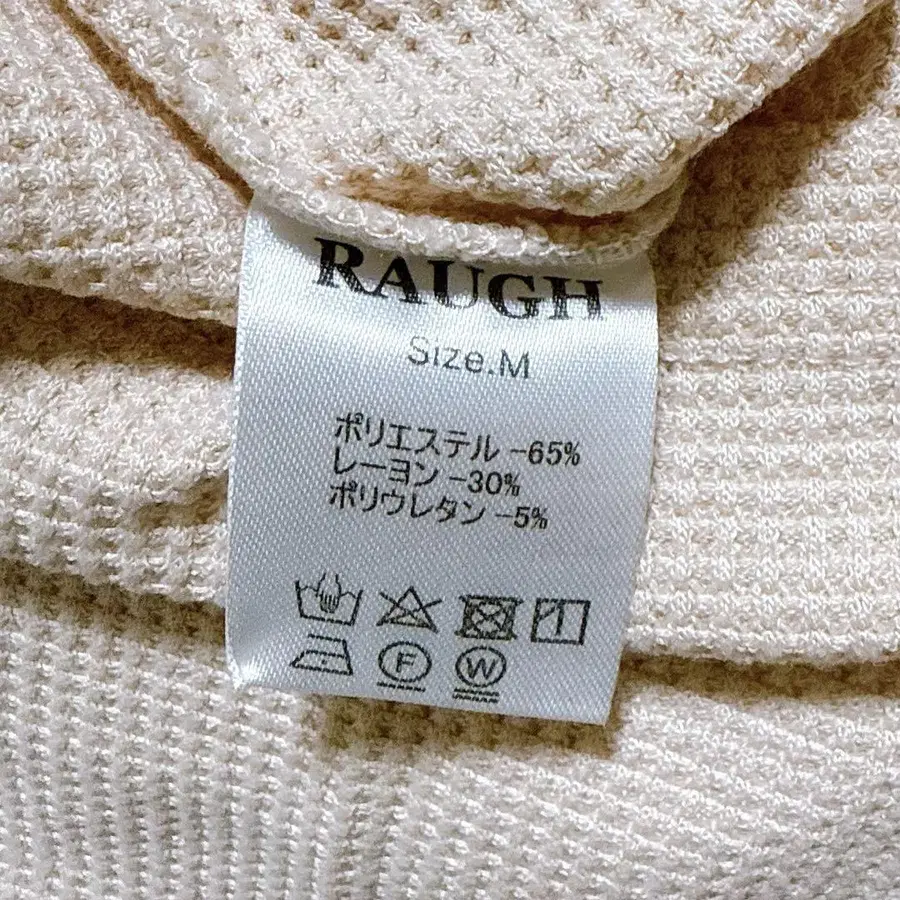 RAUGH
Size.M
ポリエステル -65%
レーヨン -30%
ポリウレタン -5%
F W